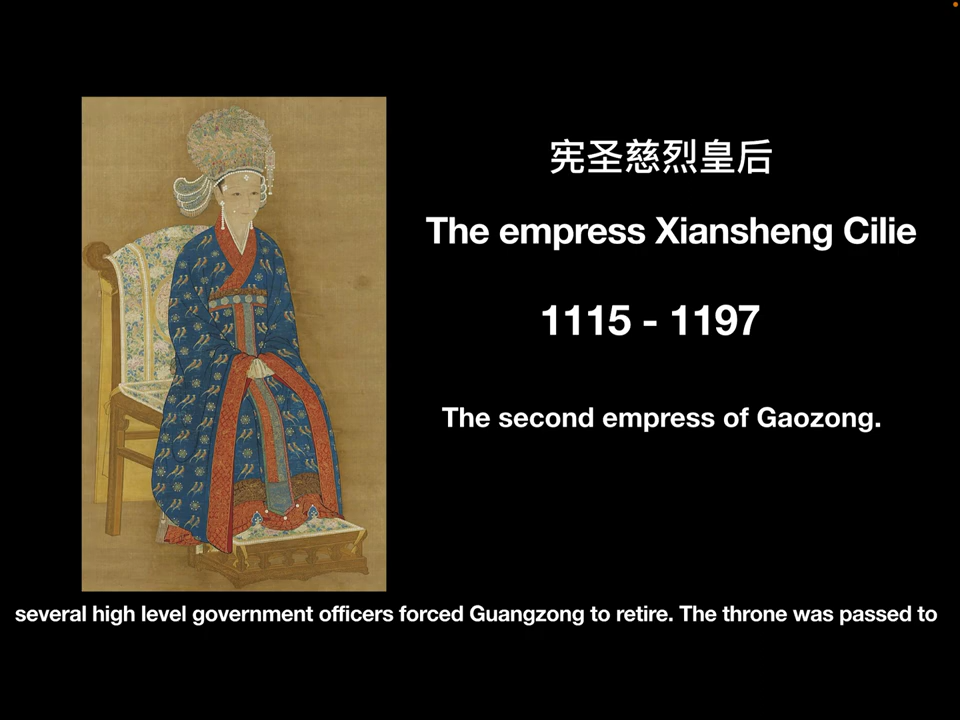 宪圣慈烈皇后
The empress Xiansheng Cilie
1115 - 1197
The second empress of Gaozong.
several high level government officers forced Guangzong to retire. The throne was passed to